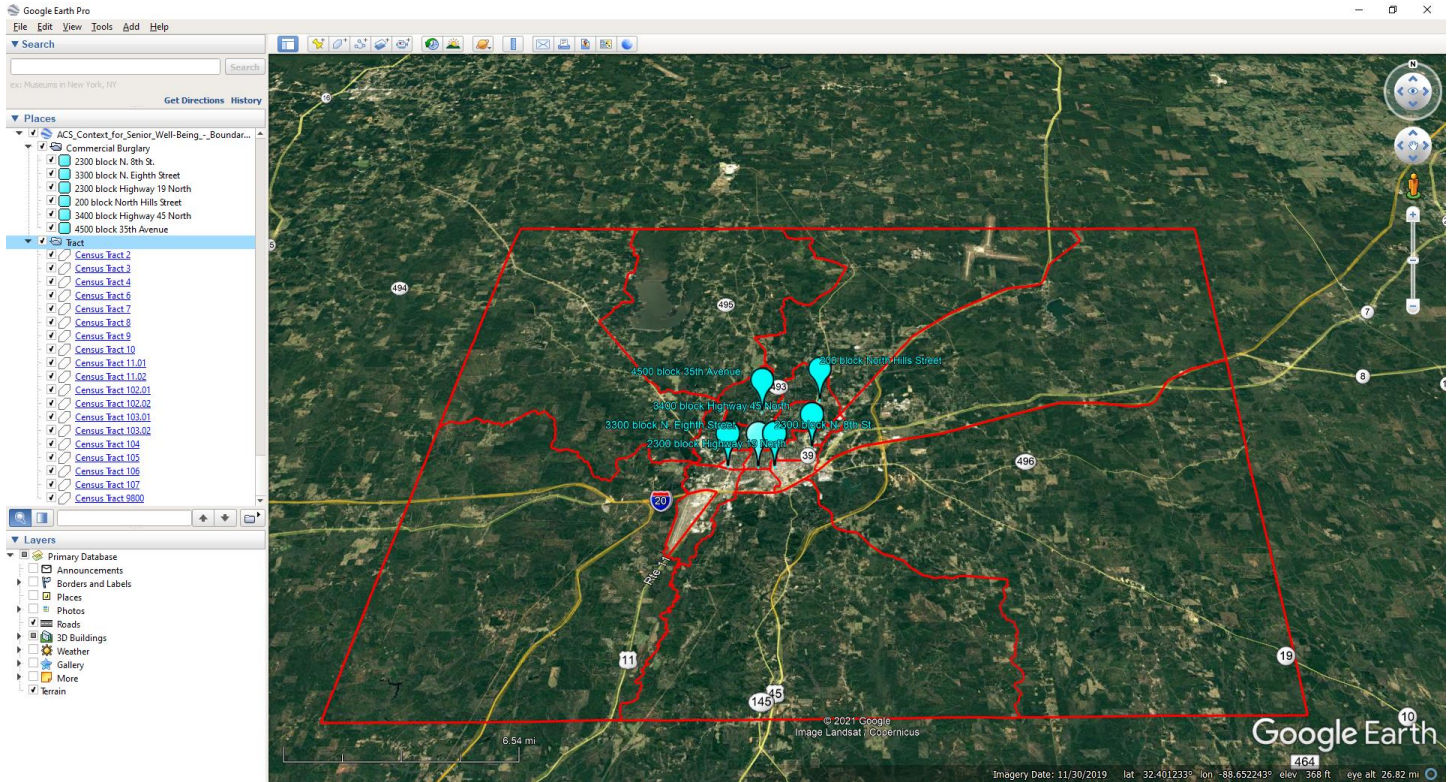 Google Earth Pro
File Edit View Tools Add Help
Search
Search
ex: Museums in New York, NY
Get Directions History
Places
ACS_Context_for_Senior_Well-Being_-_Boundar...
Commercial Burglary
2300 block N. 8th St.
3300 block N. Eighth Street
2300 block Highway 19 North
200 block North Hills Street
3400 block Highway 45 North
4500 block 35th Avenue
Tract
Census Tract 2
Census Tract 3
Census Tract 4
Census Tract 6
Census Tract 7
Census Tract 8
Census Tract 9
Census Tract 10
Census Tract 11.01
Census Tract 11.02
Census Tract 102.01
Census Tract 102.02
Census Tract 103.01
Census Tract 103.02
Census Tract 104
Census Tract 105
Census Tract 106
Census Tract 107
Census Tract 9800
Layers
Primary Database
Announcements
Borders and Labels
Places
Photos
Roads
3D Buildings
Weather
Gallery
More
Terrain
N
16
494
495
7
8
200 block North Hills Street
4500 block 35th Avenue
493
3400 block Highway 45 North
3300 block N. Eighth Street
2300 block N. 8th St.
2300 block Highway 19 North
39
496
20
Rte. 11
11
19
45
145
10
464
6.54 mi
© 2021 Google
Image Landsat / Copernicus
Google Earth
Imagery Date: 11/30/2019 lat 32.401233° lon -88.652243° elev 368 ft eye alt 26.82 mi